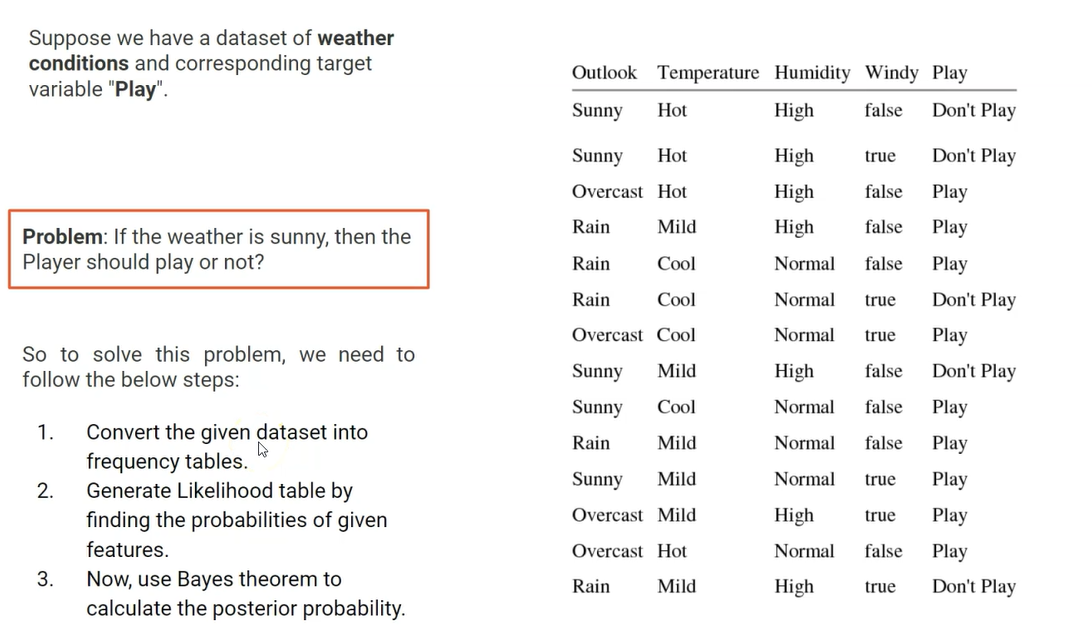 Suppose we have a dataset of weather
conditions and corresponding target
variable "Play".
Problem: If the weather is sunny, then the
Player should play or not?
So to solve this problem, we need to
follow the below steps:
1. Convert the given dataset into
frequency tables.
2. Generate Likelihood table by
finding the probabilities of given
features.
3. Now, use Bayes theorem to
calculate the posterior probability.
Outlook Temperature Humidity Windy Play
Sunny Hot High false Don't Play
Sunny Hot High true Don't Play
Overcast Hot High false Play
Rain Mild High false Play
Rain Cool Normal false Play
Rain Cool Normal true Don't Play
Overcast Cool Normal true Play
Sunny Mild High false Don't Play
Sunny Cool Normal false Play
Rain Mild Normal false Play
Sunny Mild Normal true Play
Overcast Mild High true Play
Overcast Hot Normal false Play
Rain Mild High true Don't Play